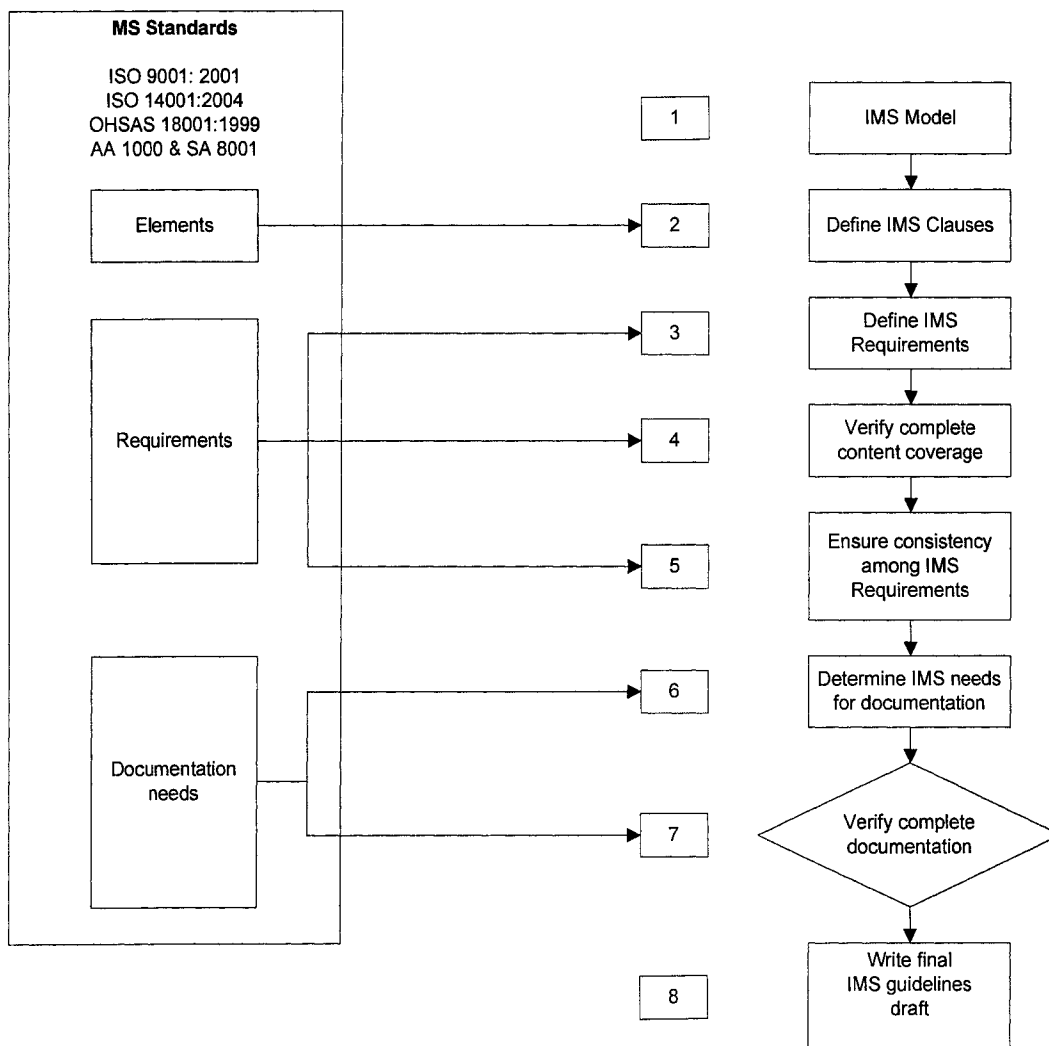 MS Standards
ISO 9001: 2001
ISO 14001:2004
OHSAS 18001:1999
AA 1000 & SA 8001
Elements
Requirements
Documentation
needs
1
2
3
4
5
6
7
8
IMS Model
Define IMS Clauses
Define IMS
Requirements
Verify complete
content coverage
Ensure consistency
among IMS
Requirements
Determine IMS needs
for documentation
Verify complete
documentation
Write final
IMS guidelines
draft